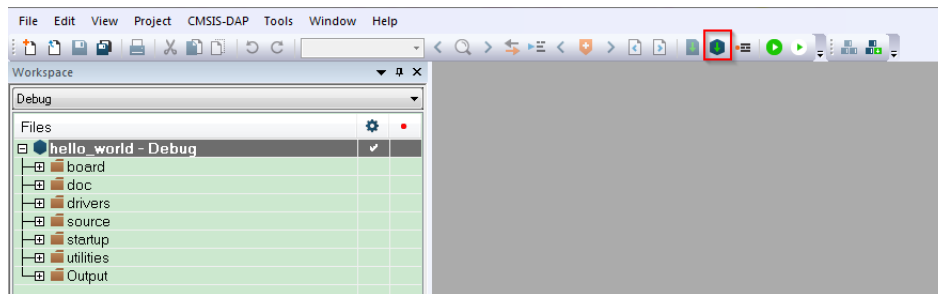 File Edit View Project CMSIS-DAP Tools Window Help
Workspace
Debug
Files
hello_world - Debug
board
doc
drivers
source
startup
utilities
Output